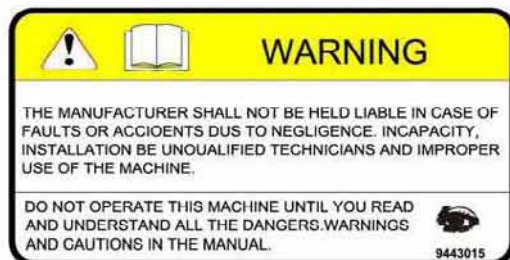 WARNING
THE MANUFACTURER SHALL NOT BE HELD LIABLE IN CASE OF
FAULTS OR ACCIOENTS DUS TO NEGLIGENCE. INCAPACITY,
INSTALLATION BE UNOUALIFIED TECHNICIANS AND IMPROPER
USE OF THE MACHINE.
DO NOT OPERATE THIS MACHINE UNTIL YOU READ
AND UNDERSTAND ALL THE DANGERS.WARNINGS
AND CAUTIONS IN THE MANUAL.
9443015